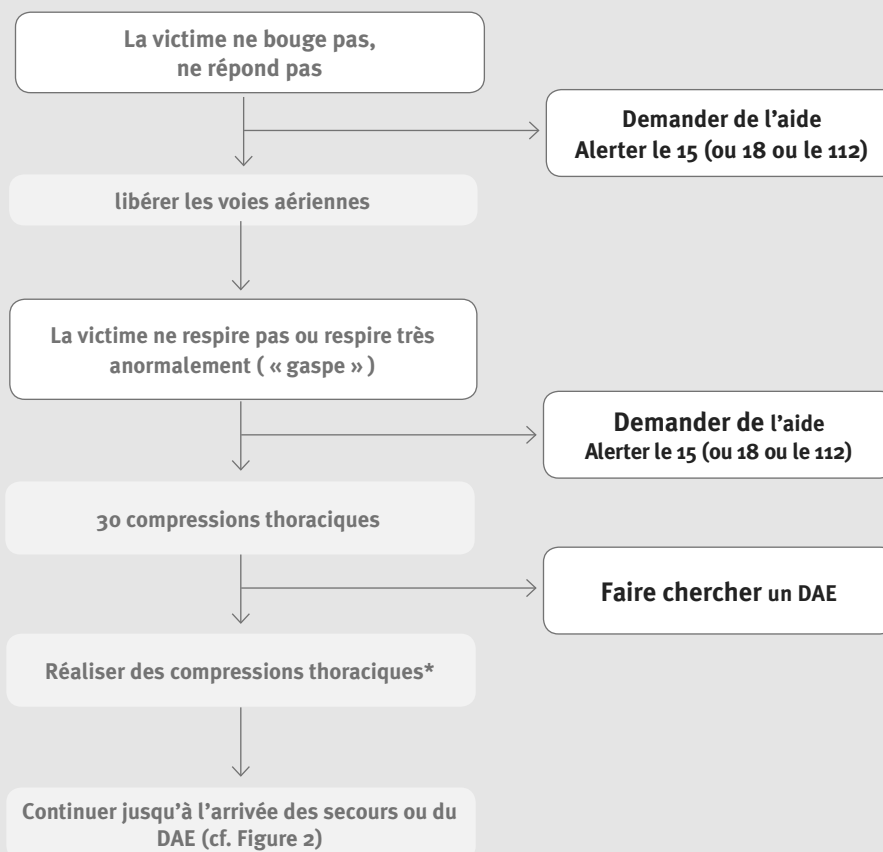 La victime ne bouge pas,
ne répond pas
Demander de l’aide
Alerter le 15 (ou 18 ou le 112)
libérer les voies aériennes
La victime ne respire pas ou respire très
anormalement ( « gaspe » )
Demander de l’aide
Alerter le 15 (ou 18 ou le 112)
30 compressions thoraciques
Faire chercher un DAE
Réaliser des compressions thoraciques*
Continuer jusqu’à l’arrivée des secours ou du
DAE (cf. Figure 2)